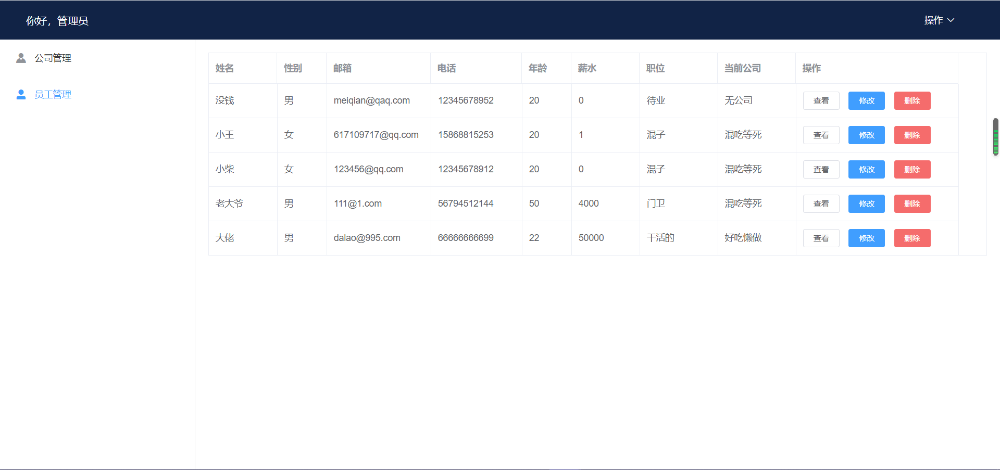 你好，管理员
操作
公司管理
员工管理
姓名 性别 邮箱 电话 年龄 薪水 职位 当前公司 操作
没钱 男 meiqian@qaq.com 12345678952 20 0 待业 无公司 查看 修改 删除
小王 女 617109717@qq.com 15868815253 20 1 混子 混吃等死 查看 修改 删除
小柴 女 123456@qq.com 12345678912 20 0 混子 混吃等死 查看 修改 删除
老大爷 男 111@1.com 56794512144 50 4000 门卫 混吃等死 查看 修改 删除
大佬 男 dalao@995.com 66666666699 22 50000 干活的 好吃懒做 查看 修改 删除